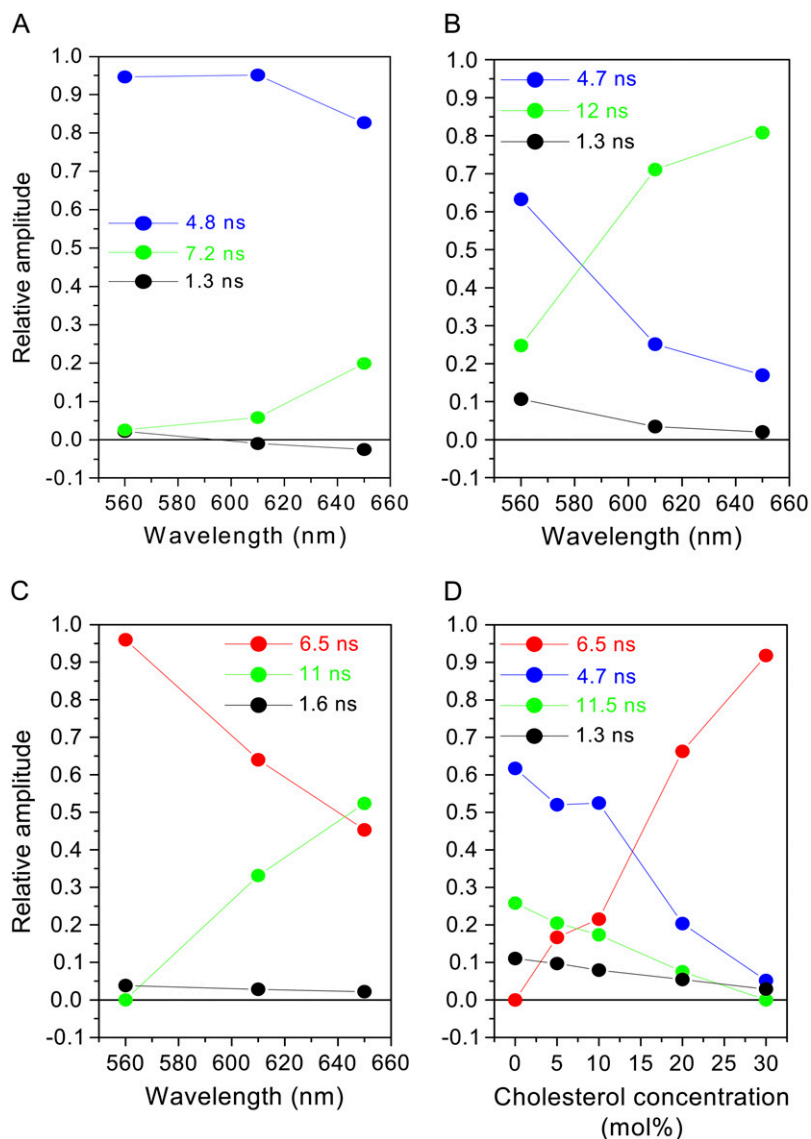 A
Relative amplitude
1.0
0.9
0.8
0.7
0.6
0.5
0.4
0.3
0.2
0.1
0.0
-0.1
4.8 ns
7.2 ns
1.3 ns
560 580 600 620 640 660
Wavelength (nm)
B
1.0
0.9
0.8
0.7
0.6
0.5
0.4
0.3
0.2
0.1
0.0
-0.1
4.7 ns
12 ns
1.3 ns
560 580 600 620 640 660
Wavelength (nm)
C
Relative amplitude
1.0
0.9
0.8
0.7
0.6
0.5
0.4
0.3
0.2
0.1
0.0
-0.1
6.5 ns
11 ns
1.6 ns
560 580 600 620 640 660
Wavelength (nm)
D
1.0
0.9
0.8
0.7
0.6
0.5
0.4
0.3
0.2
0.1
0.0
-0.1
6.5 ns
4.7 ns
11.5 ns
1.3 ns
0 5 10 20 30
Cholesterol concentration
(mol%)